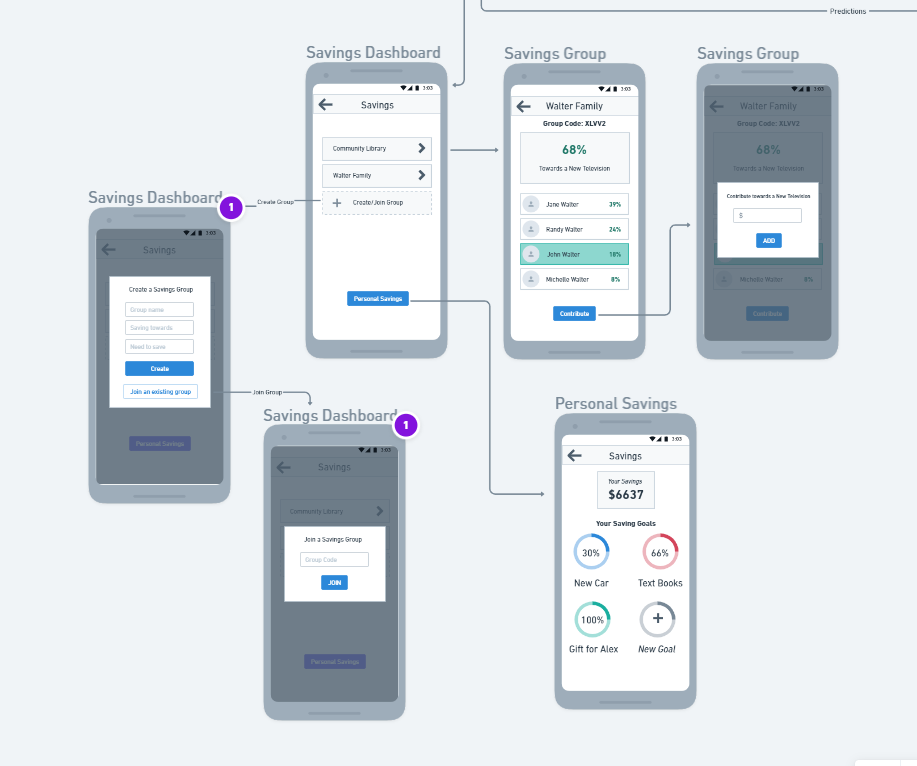 Predictions
Savings Dashboard
3:03
Savings
Community Library
Walter Family
Create/Join Group
Personal Savings
Savings Group
3:03
Walter Family
Group Code: XLVV2
68%
Towards a New Television
Jane Walter 39%
Randy Walter 24%
John Walter 18%
Michelle Walter 8%
Contribute
Savings Group
3:03
Walter Family
Group Code: XLVV2
68%
Towards a New Television
Contribute towards a New Television
$
ADD
Michelle Walter 8%
Contribute
Create Group
Savings Dashboard
1
3:03
Savings
Create a Savings Group
Group name
Saving towards
Need to save
Create
Join an existing group
Personal Savings
Join Group
Savings Dashboard
1
3:03
Savings
Community Library
Join a Savings Group
Group Code
JOIN
Personal Savings
Personal Savings
3:03
Savings
Your Savings
$6637
Your Saving Goals
30%
66%
New Car
Text Books
100%
Gift for Alex
New Goal